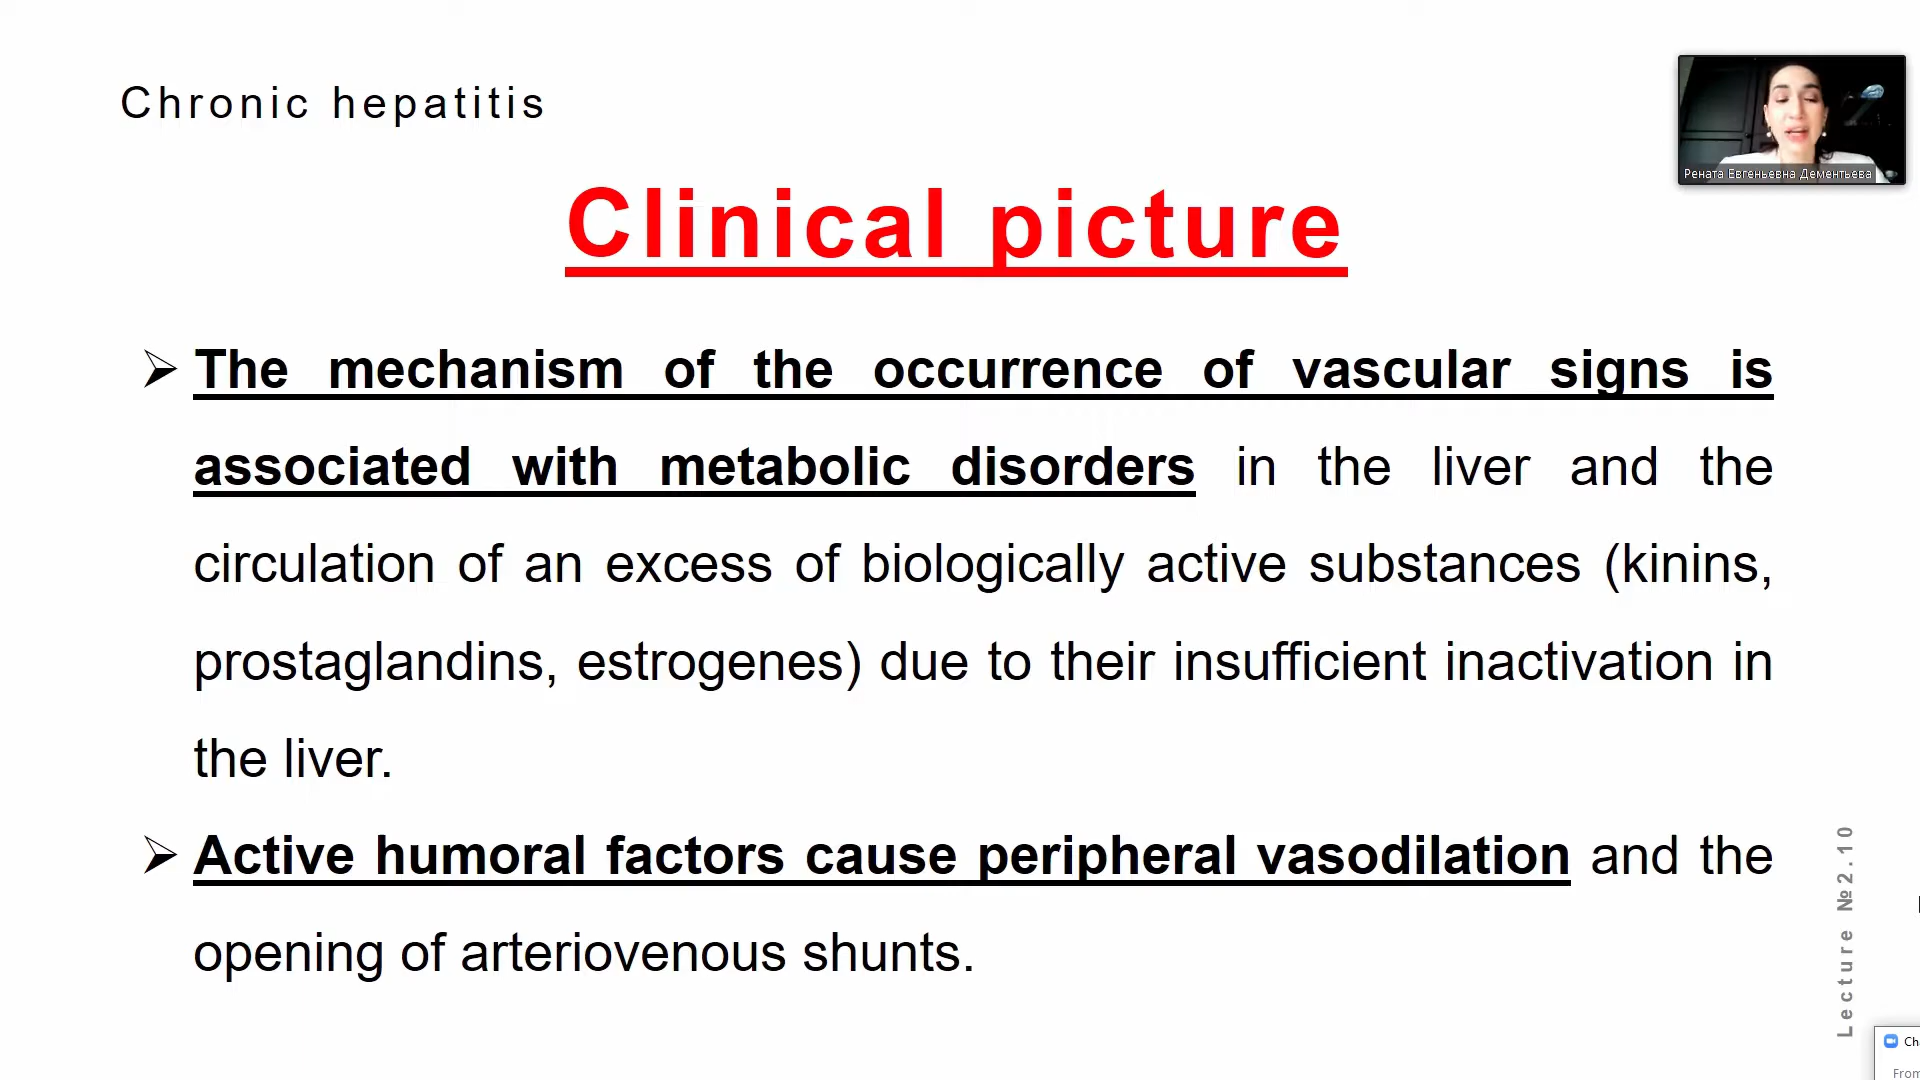 Chronic hepatitis
Рената Евгеньевна Дементьева
Clinical picture
➢ The mechanism of the occurrence of vascular signs is
associated with metabolic disorders in the liver and the
circulation of an excess of biologically active substances (kinins,
prostaglandins, estrogenes) due to their insufficient inactivation in
the liver.
➢ Active humoral factors cause peripheral vasodilation and the
opening of arteriovenous shunts.
Lecture №2.10
Ch
From